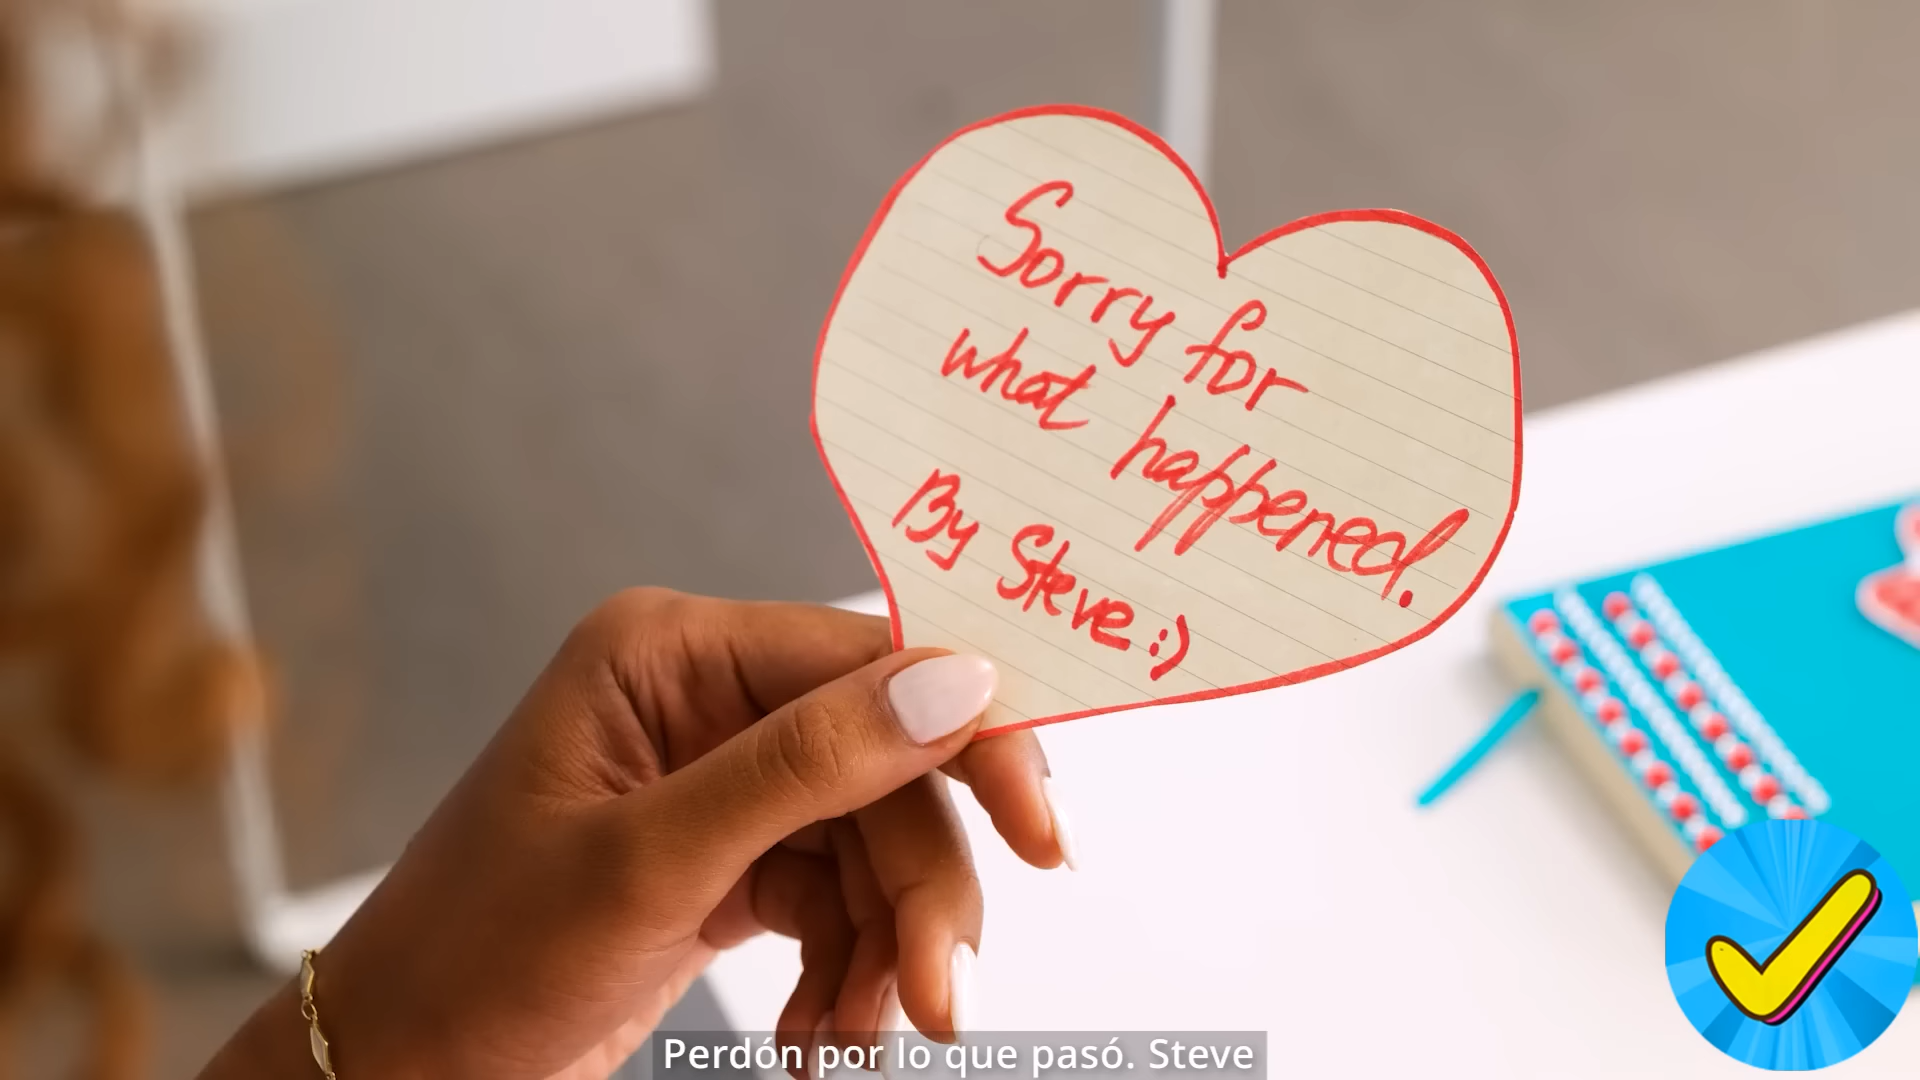 Sorry for
what happened!
By Steve :)
Perdón por lo que pasó. Steve